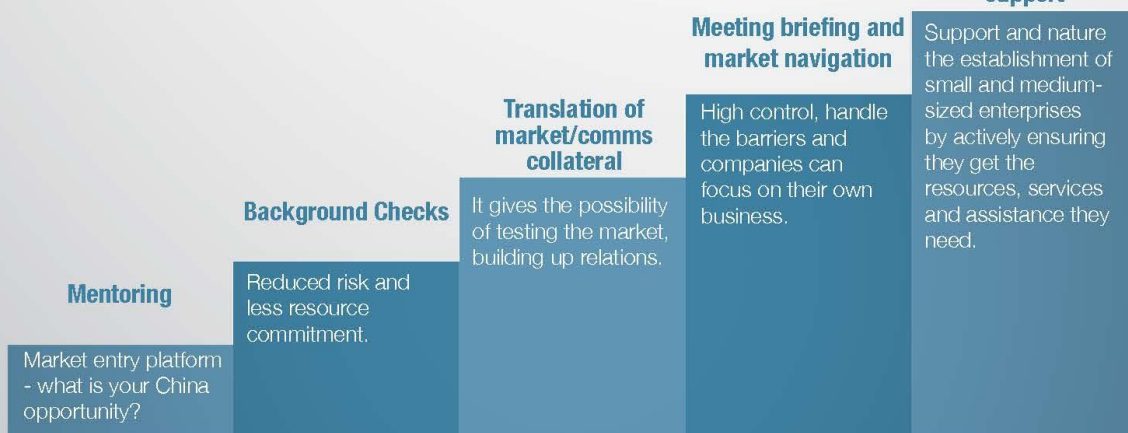 Mentoring
Market entry platform
- what is your China
opportunity?
Background Checks
Reduced risk and
less resource
commitment.
Translation of
market/comms
collateral
It gives the possibility
of testing the market,
building up relations.
Meeting briefing and
market navigation
High control, handle
the barriers and
companies can
focus on their own
business.
support
Support and nature
the establishment of
small and medium-
sized enterprises
by actively ensuring
they get the
resources, services
and assistance they
need.